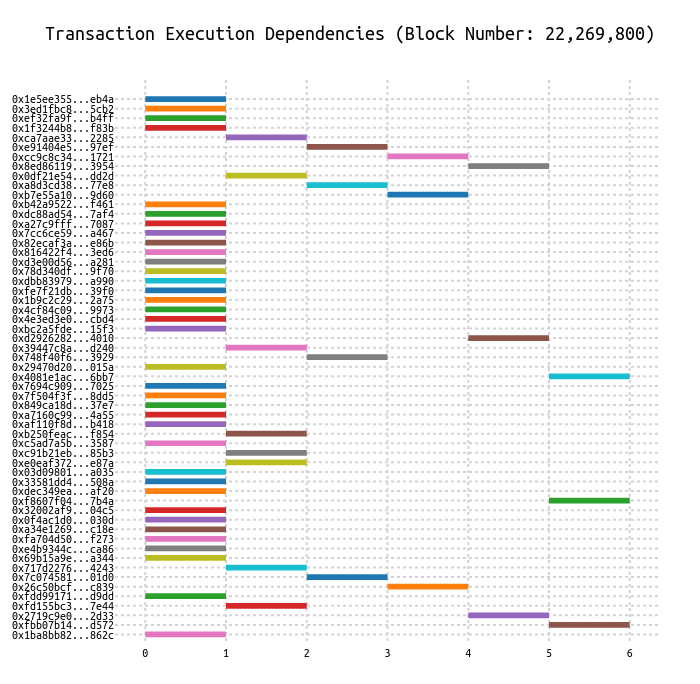 Transaction Execution Dependencies (Block Number: 22,269,800)
0x1e5ee355...eb4a
0x3ed1fbc8...5cb2
0xef32fa9f...b4ff
0x1f3244b8...f83b
0xca7aae33...2285
0xe91404e5...97ef
0xcc9c8c34...1721
0x8ed86119...3954
0x0df21e54...dd2d
0xa8d3cd38...77e8
0xb7e55a10...9d60
0xb42a9522...f461
0xdc88ad54...7af4
0xa27c9fff...7087
0x7cc6ce59...a467
0x82ecaf3a...e86b
0x816422f4...3ed6
0xd3e00d56...a281
0x78d340df...9f70
0xdbb83979...a990
0xfe7f21db...39f0
0x1b9c2c29...2a75
0x4cf84c09...9973
0x4e3ed3e0...cbd4
0xbc2a5fde...15f3
0xd2926282...4010
0x39447c8a...d240
0x748f40f6...3929
0x29470d20...015a
0x4081e1ac...6bb7
0x7694c909...7025
0x7f504f3f...8dd5
0x849ca18d...37e7
0xa7160c99...4a55
0xaf110f8d...b418
0xb250feac...f854
0xc5ad7a5b...3587
0xc91b21eb...85b3
0xe0eaf372...e87a
0x03d09801...a035
0x33581dd4...508a
0xdec349ea...af20
0xf8607f04...7b4a
0x32002af9...04c5
0x0f4ac1d0...030d
0xa34e1269...c18e
0xfa704d50...f273
0xe4b9344c...ca86
0x69b15a9e...a344
0x717d2276...4243
0x7c074581...01d0
0x26c50bcf...c839
0xfdd99171...d9dd
0xfd155bc3...7e44
0x2719c9e0...2d33
0xfbb07b14...d572
0x1ba8bb82...862c
0 1 2 3 4 5 6